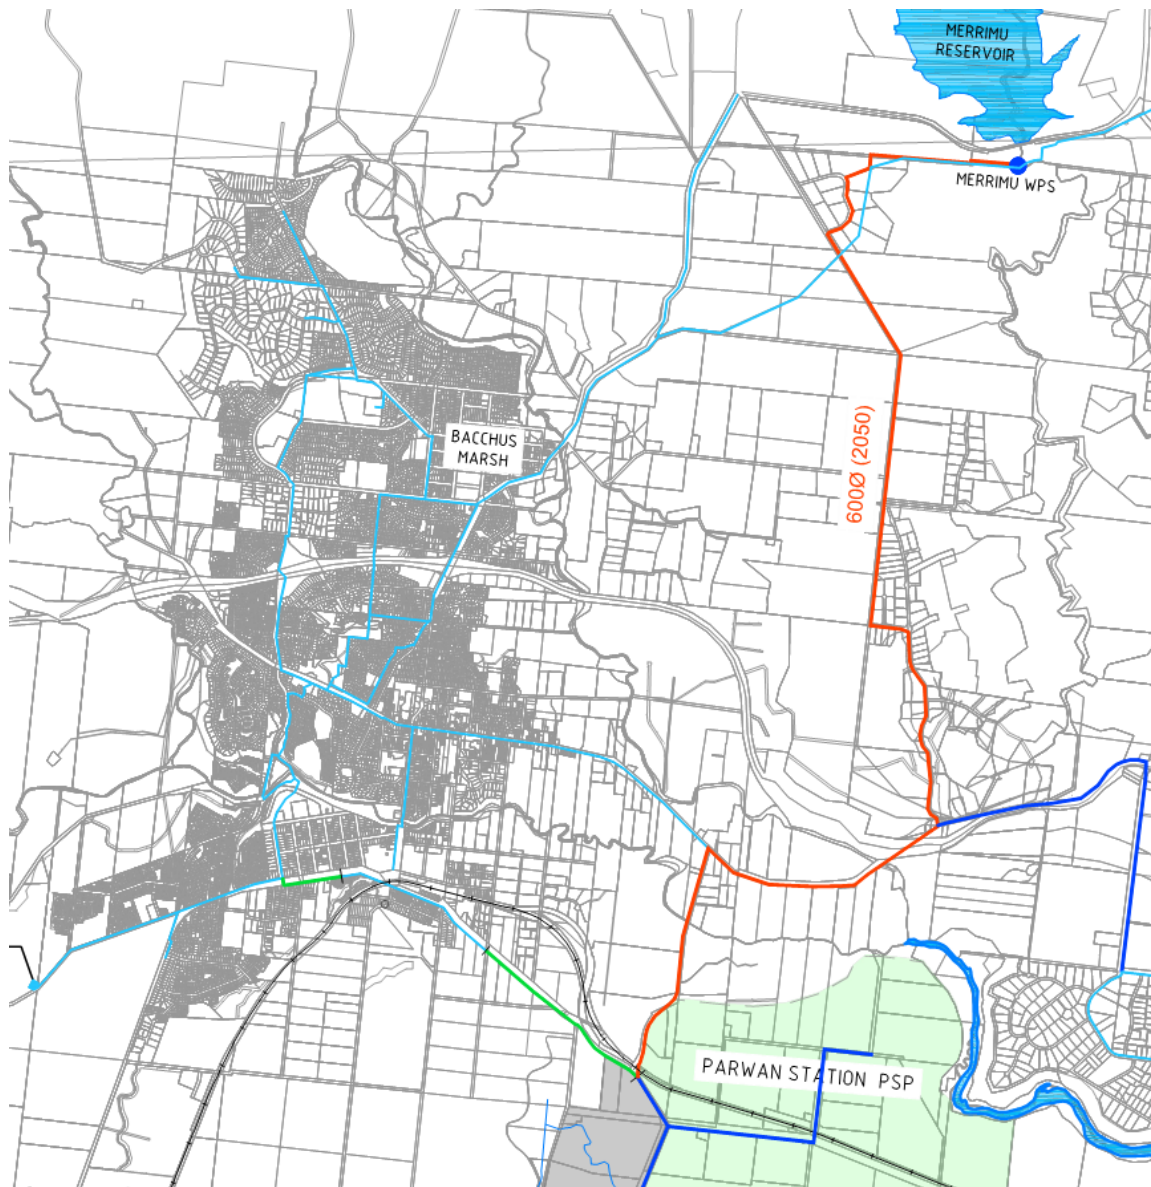 MERRIMU
RESERVOIR
MERRIMU WPS
600Ø (2050)
BACCHUS
MARSH
PARWAN STATION PSP